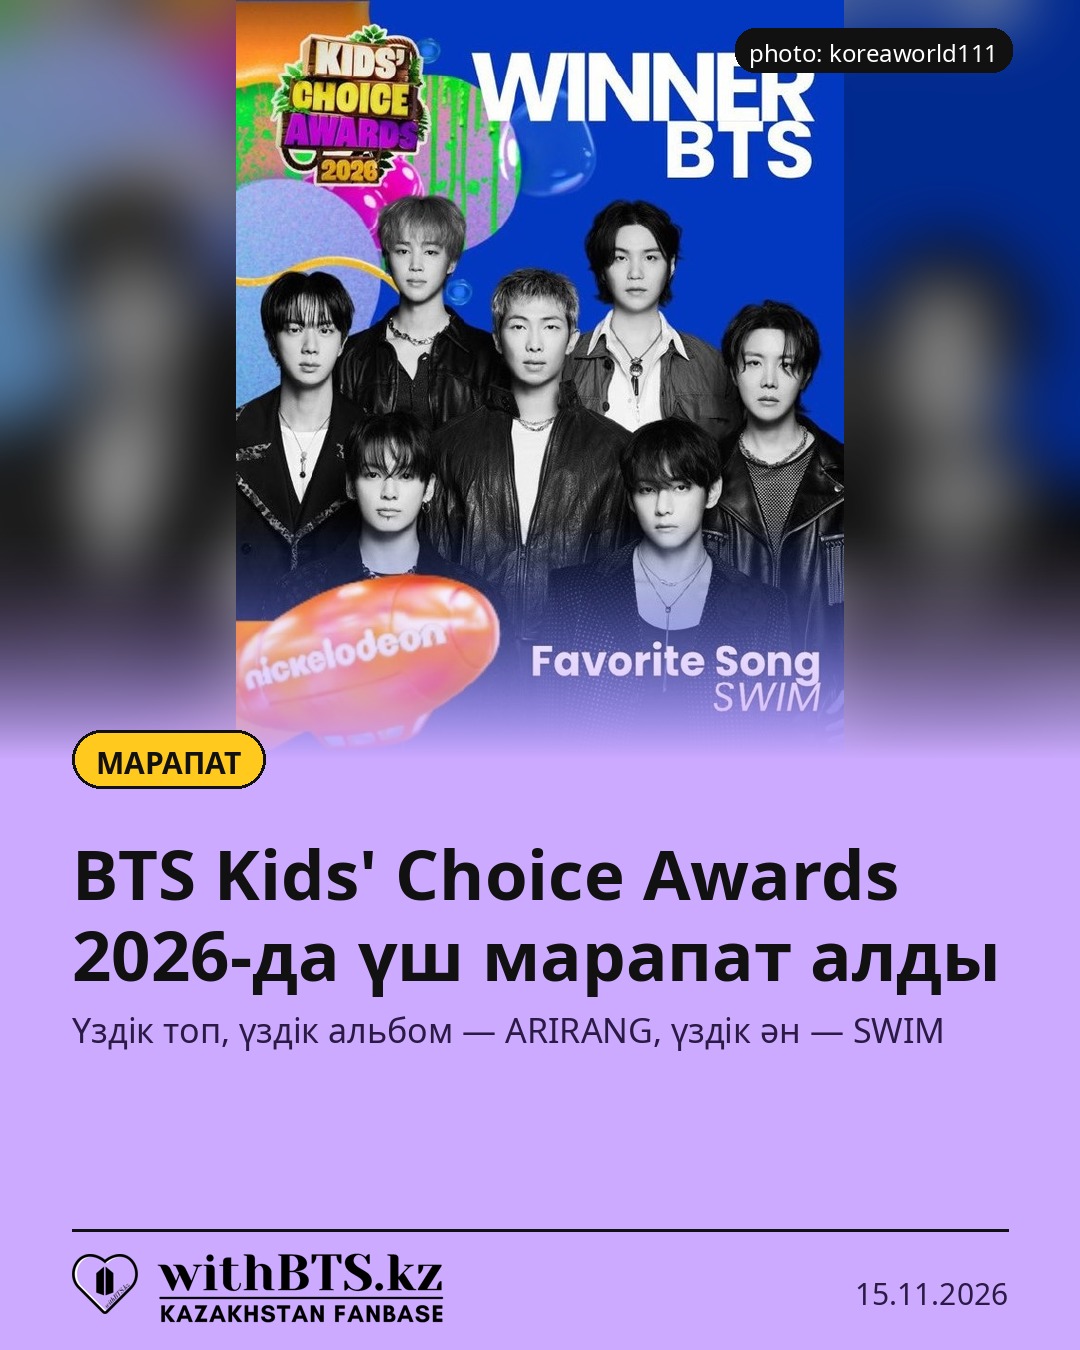 photo: koreaworld111
KIDS'
CHOICE
AWARDS
2026
WINNER
BTS
nickelodeon
Favorite Song
SWIM
МАРАПАТ
BTS Kids' Choice Awards
2026-да үш марапат алды
Үздік топ, үздік альбом — ARIRANG, үздік ән — SWIM
withBTS.kz
KAZAKHSTAN FANBASE
15.11.2026